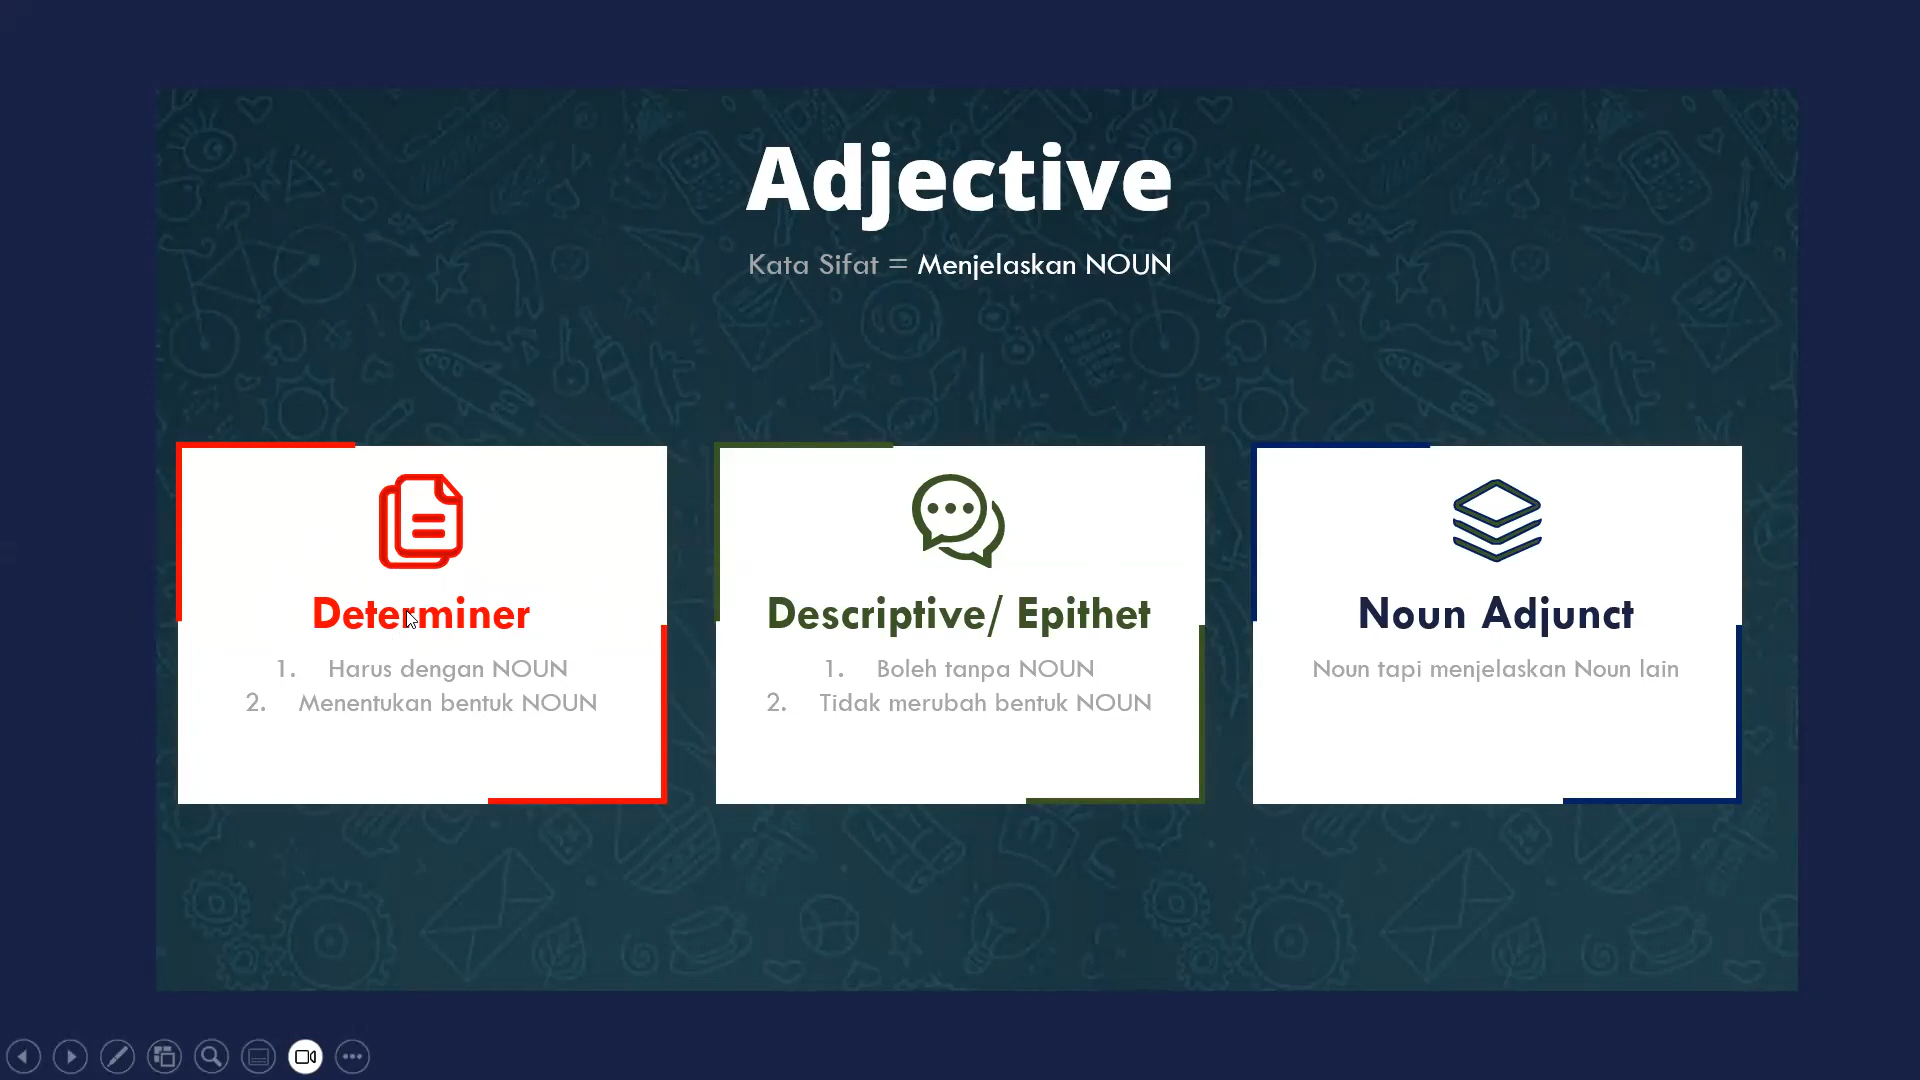 Adjective
Kata Sifat = Menjelaskan NOUN
Determiner
1. Harus dengan NOUN
2. Menentukan bentuk NOUN
Descriptive/ Epithet
1. Boleh tanpa NOUN
2. Tidak merubah bentuk NOUN
Noun Adjunct
Noun tapi menjelaskan Noun lain